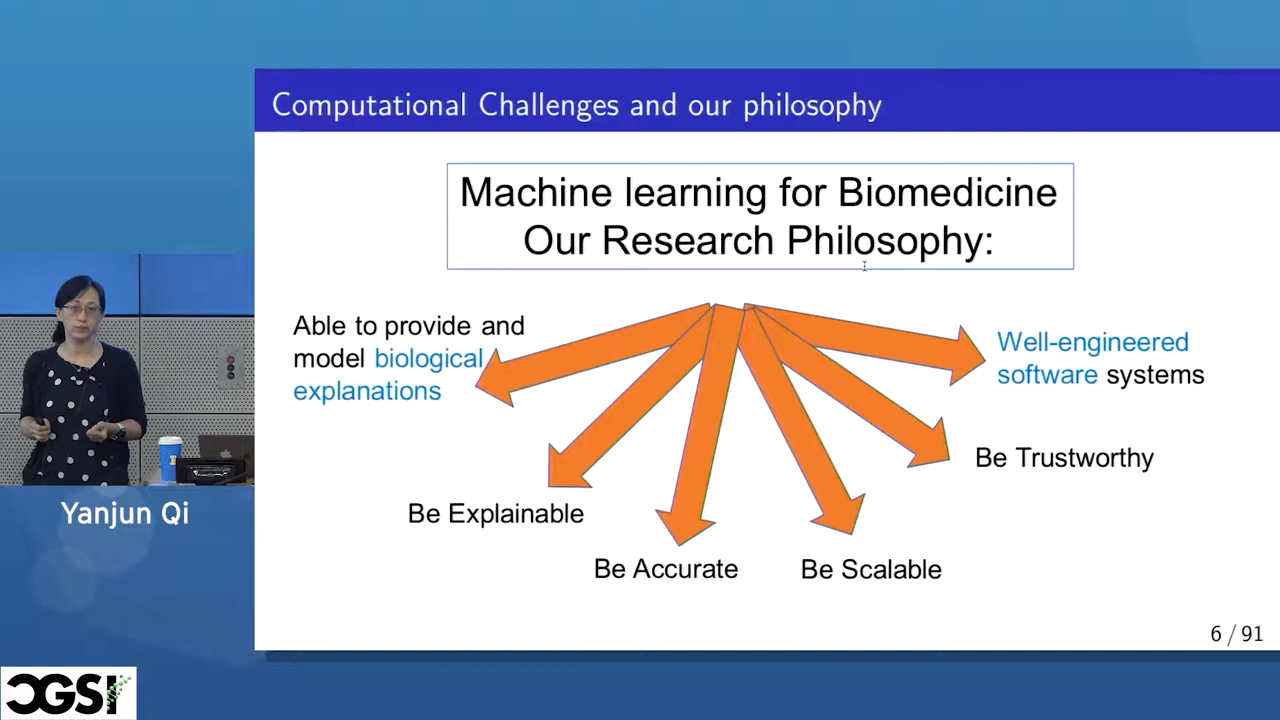 Computational Challenges and our philosophy
Machine learning for Biomedicine
Our Research Philosophy:
Able to provide and
model biological
explanations
Well-engineered
software systems
Be Trustworthy
Be Explainable
Be Accurate
Be Scalable
6 / 91
Yanjun Qi
CGSI